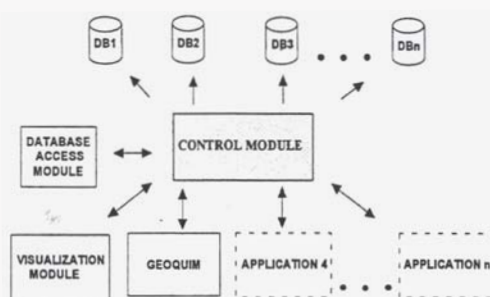 DB1
DB2
DB3
DBn
CONTROL MODULE
DATABASE
ACCESS
MODULE
VISUALIZATION
MODULE
GEOQUIM
APPLICATION 4
APPLICATION n